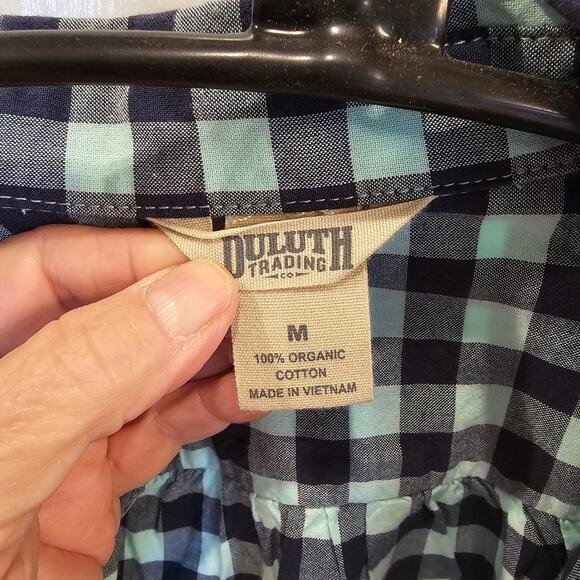 DULUTH
TRADING
CO
M
100% ORGANIC
COTTON
MADE IN VIETNAM